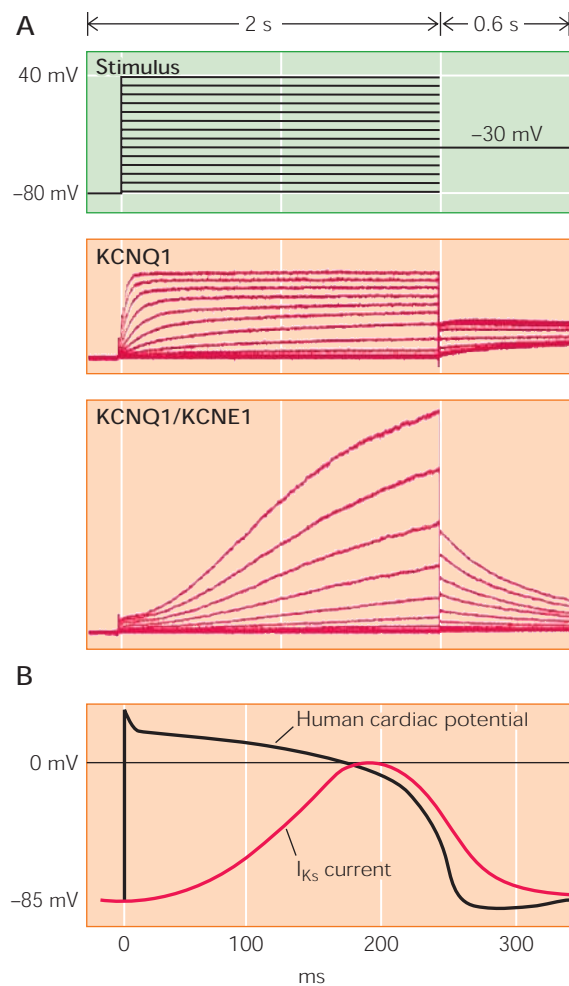 A
2 s
0.6 s
Stimulus
40 mV
–30 mV
–80 mV
KCNQ1
KCNQ1/KCNE1
B
Human cardiac potential
0 mV
I_Ks current
–85 mV
0 100 200 300
ms